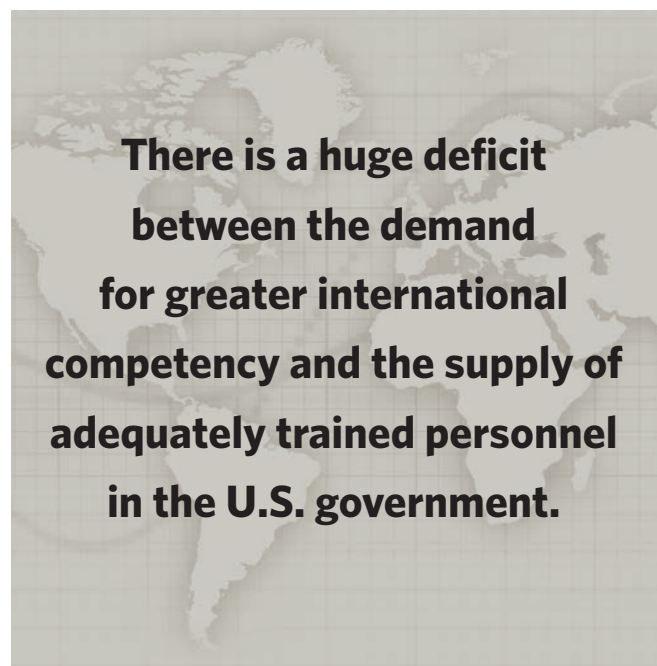 There is a huge deficit
between the demand
for greater international
competency and the supply of
adequately trained personnel
in the U.S. government.